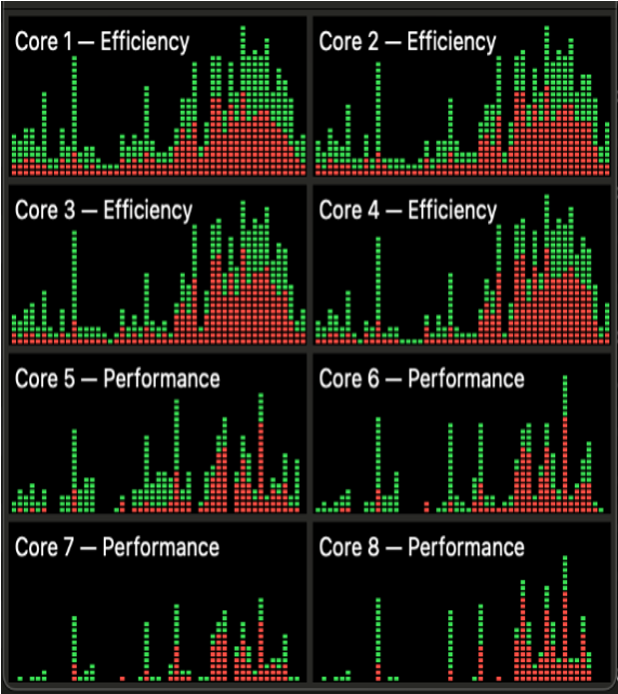 Core 1 — Efficiency
Core 2 — Efficiency
Core 3 — Efficiency
Core 4 — Efficiency
Core 5 — Performance
Core 6 — Performance
Core 7 — Performance
Core 8 — Performance